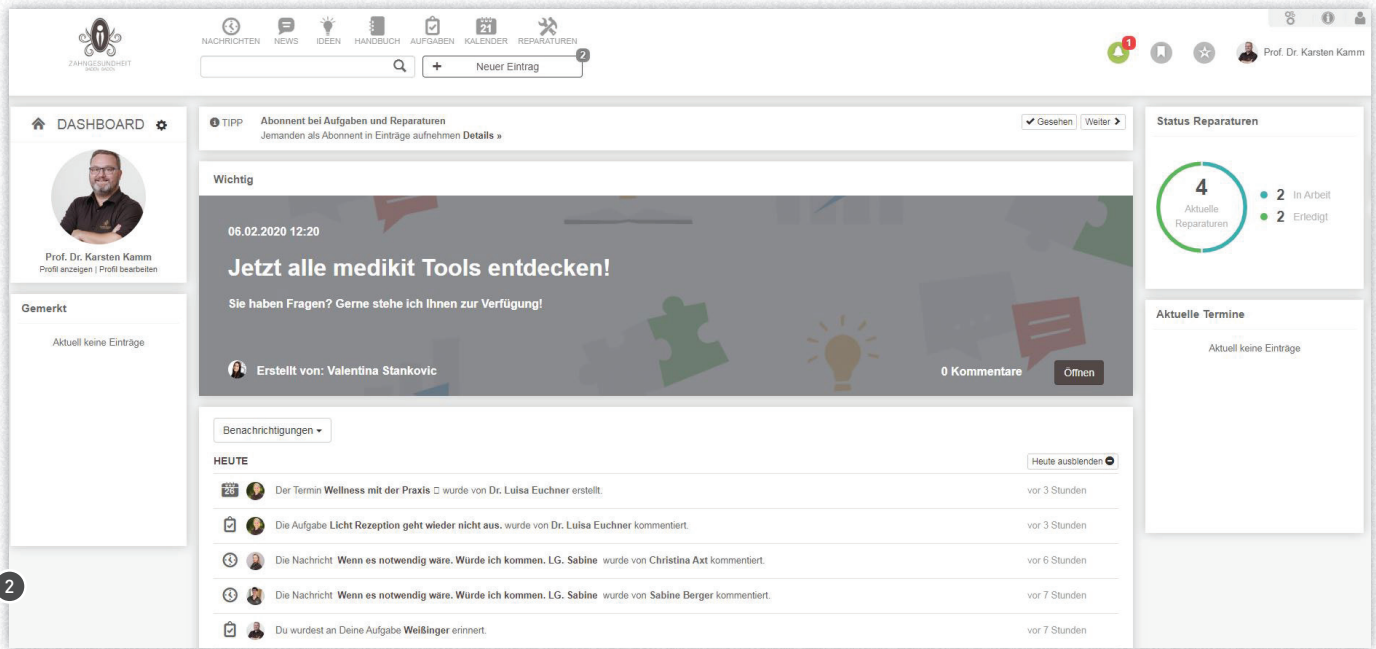 ZAHNGESUNDHEIT
NACHRICHTEN NEWS IDEEN HANDBUCH AUFGABEN KALENDER REPARATUREN
21
+ Neuer Eintrag
2
1
Prof. Dr. Karsten Kamm
DASHBOARD
Prof. Dr. Karsten Kamm
Profil anzeigen | Profil bearbeiten
Gemerkt
Aktuell keine Einträge
TIPP Abonnent bei Aufgaben und Reparaturen
Jemanden als Abonnent in Einträge aufnehmen Details »
Gesehen Weiter
Wichtig
06.02.2020 12:20
Jetzt alle medikit Tools entdecken!
Sie haben Fragen? Gerne stehe ich Ihnen zur Verfügung!
Erstellt von: Valentina Stankovic
0 Kommentare Öffnen
Benachrichtigungen
HEUTE Heute ausblenden
26 Der Termin Wellness mit der Praxis □ wurde von Dr. Luisa Euchner erstellt. vor 3 Stunden
Die Aufgabe Licht Rezeption geht wieder nicht aus. wurde von Dr. Luisa Euchner kommentiert. vor 3 Stunden
Die Nachricht Wenn es notwendig wäre. Würde ich kommen. LG. Sabine wurde von Christina Axt kommentiert. vor 6 Stunden
Die Nachricht Wenn es notwendig wäre. Würde ich kommen. LG. Sabine wurde von Sabine Berger kommentiert. vor 7 Stunden
Du wurdest an Deine Aufgabe Weißinger erinnert. vor 7 Stunden
Status Reparaturen
4
Aktuelle
Reparaturen
2 In Arbeit
2 Erledigt
Aktuelle Termine
Aktuell keine Einträge
2